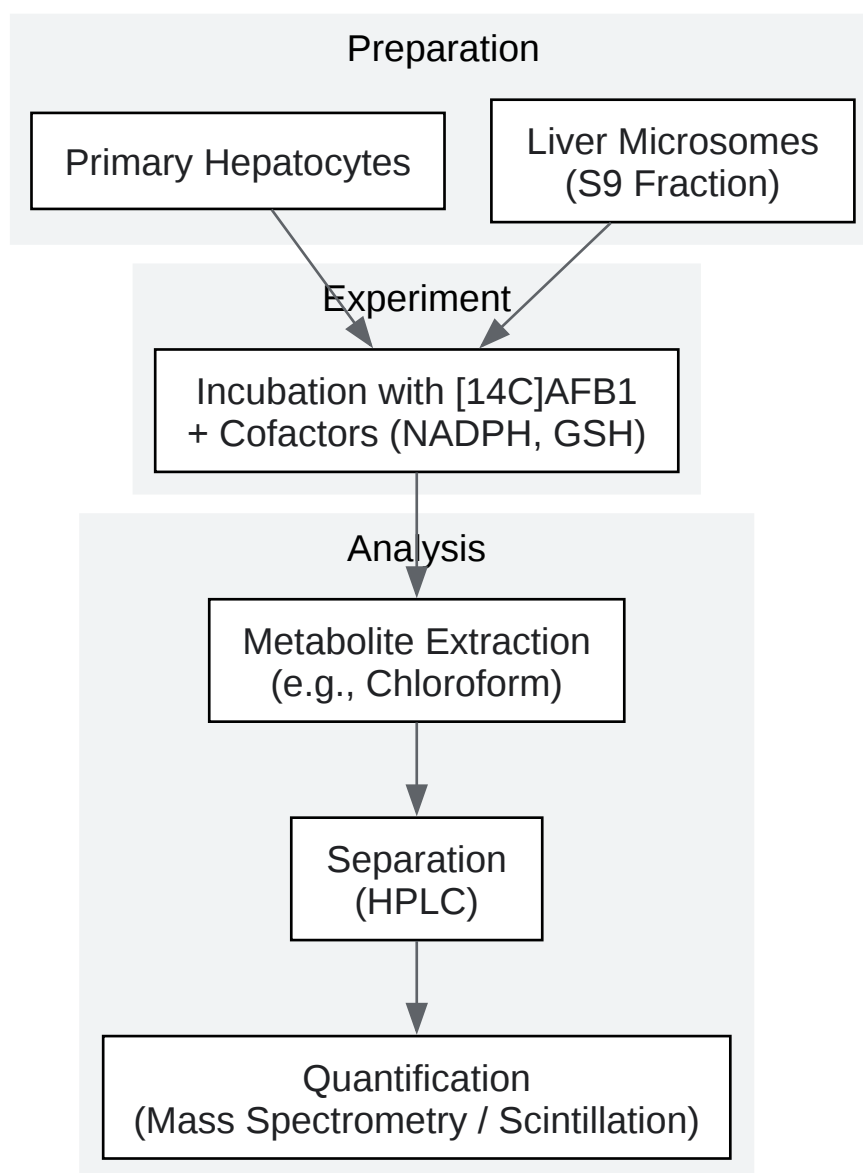 Preparation
Primary Hepatocytes
Liver Microsomes
(S9 Fraction)
Experiment
Incubation with [14C]AFB1
+ Cofactors (NADPH, GSH)
Analysis
Metabolite Extraction
(e.g., Chloroform)
Separation
(HPLC)
Quantification
(Mass Spectrometry / Scintillation)